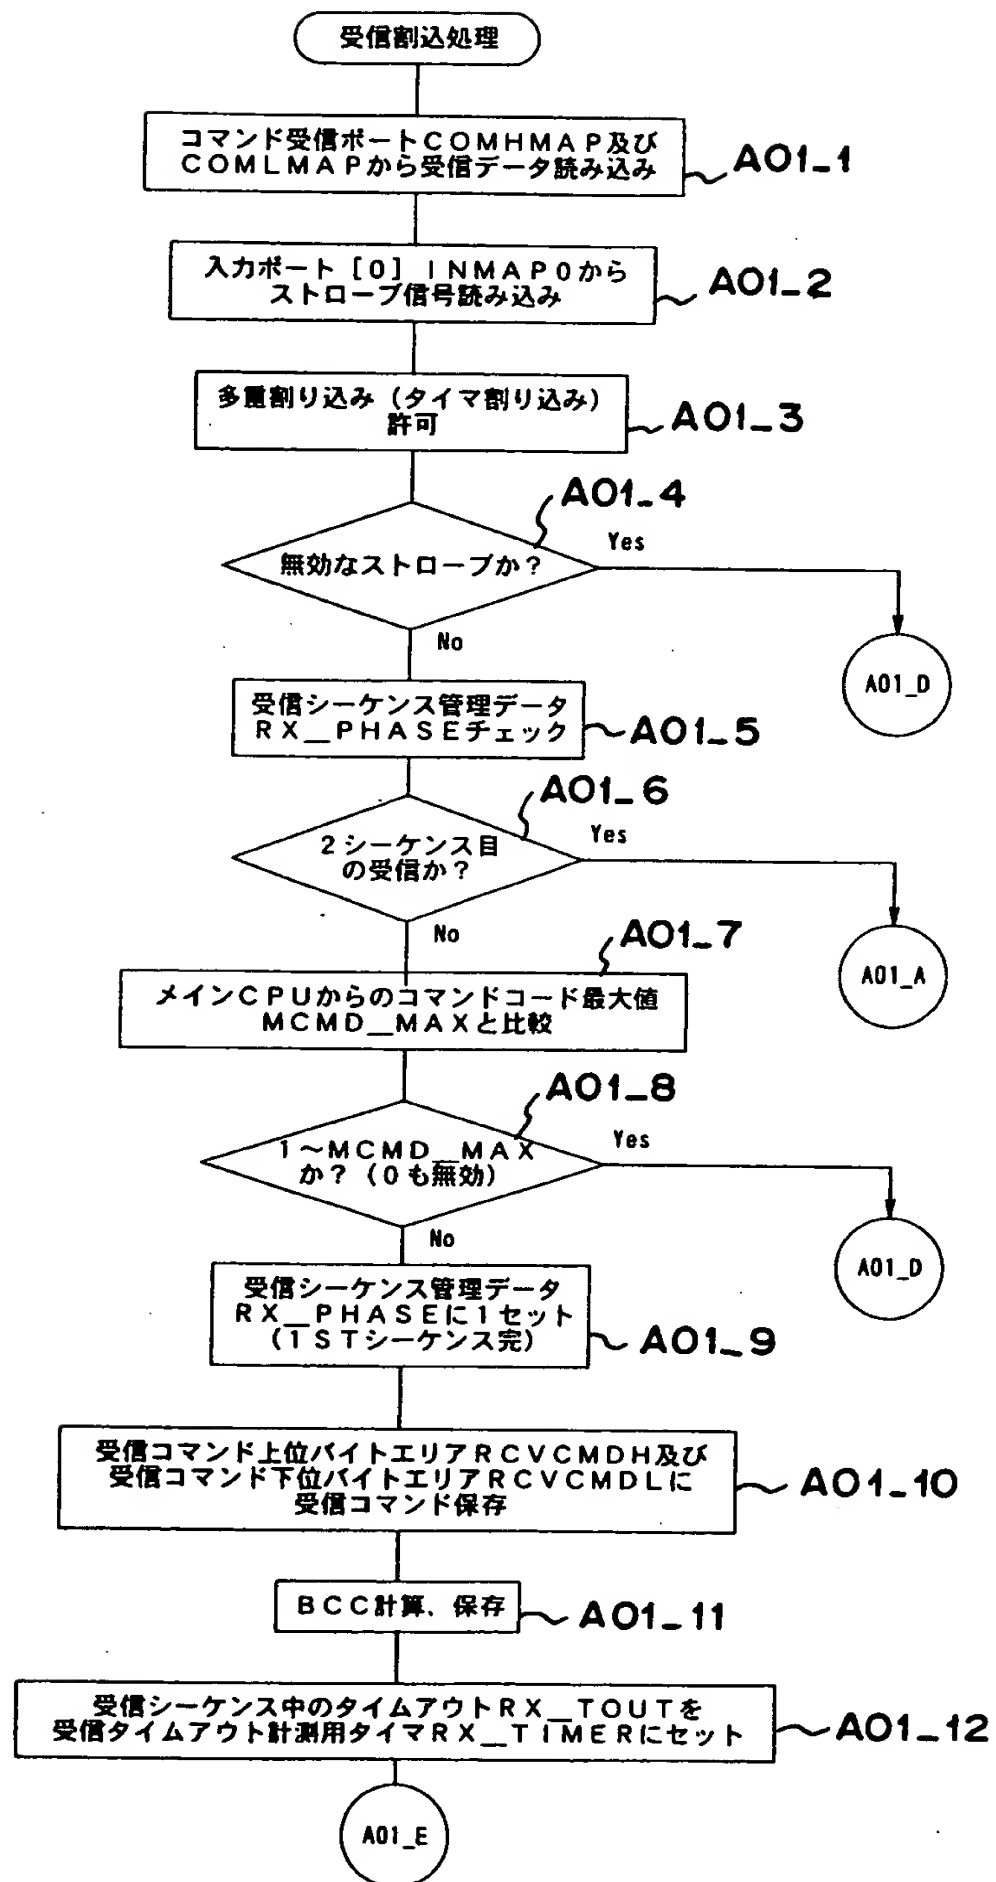 受信割込処理
コマンド受信ポートCOMHMAP及び
COMLMAPから受信データ読み込み
A01_1
入力ポート[0] INMAP0から
ストローブ信号読み込み
A01_2
多重割り込み(タイマ割り込み)
許可
A01_3
A01_4
無効なストローブか?
Yes
No
A01_D
受信シーケンス管理データ
RX__PHASEチェック
A01_5
A01_6
2シーケンス目
の受信か?
Yes
No
A01_A
A01_7
メインCPUからのコマンドコード最大値
MCMD__MAXと比較
A01_8
1~MCMD__MAX
か?(0も無効)
Yes
No
A01_D
受信シーケンス管理データ
RX__PHASEに1セット
(1STシーケンス完)
A01_9
受信コマンド上位バイトエリアRCVCMDH及び
受信コマンド下位バイトエリアRCVCMDLに
受信コマンド保存
A01_10
BCC計算、保存
A01_11
受信シーケンス中のタイムアウトRX__TOUTを
受信タイムアウト計測用タイマRX__TIMERにセット
A01_12
A01_E